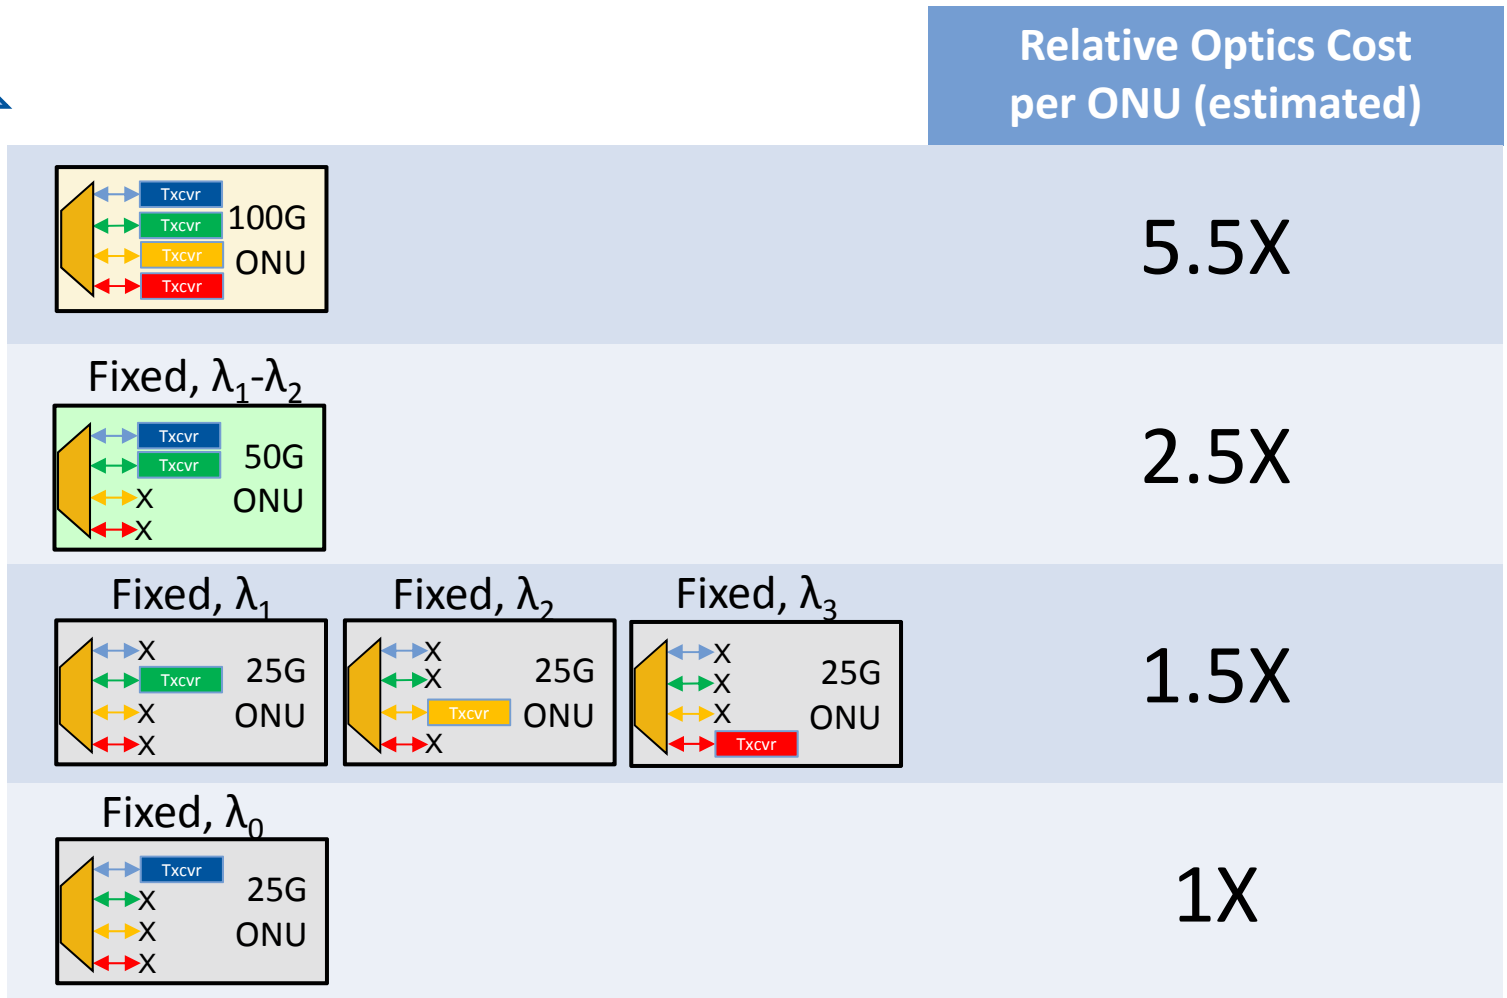 Relative Optics Cost
per ONU (estimated)
Txcvr
Txcvr
Txcvr
Txcvr
100G
ONU
5.5X
Fixed, λ1-λ2
Txcvr
Txcvr
X
X
50G
ONU
2.5X
Fixed, λ1
X
Txcvr
X
X
25G
ONU
Fixed, λ2
X
X
Txcvr
X
25G
ONU
Fixed, λ3
X
X
X
Txcvr
25G
ONU
1.5X
Fixed, λ0
Txcvr
X
X
X
25G
ONU
1X